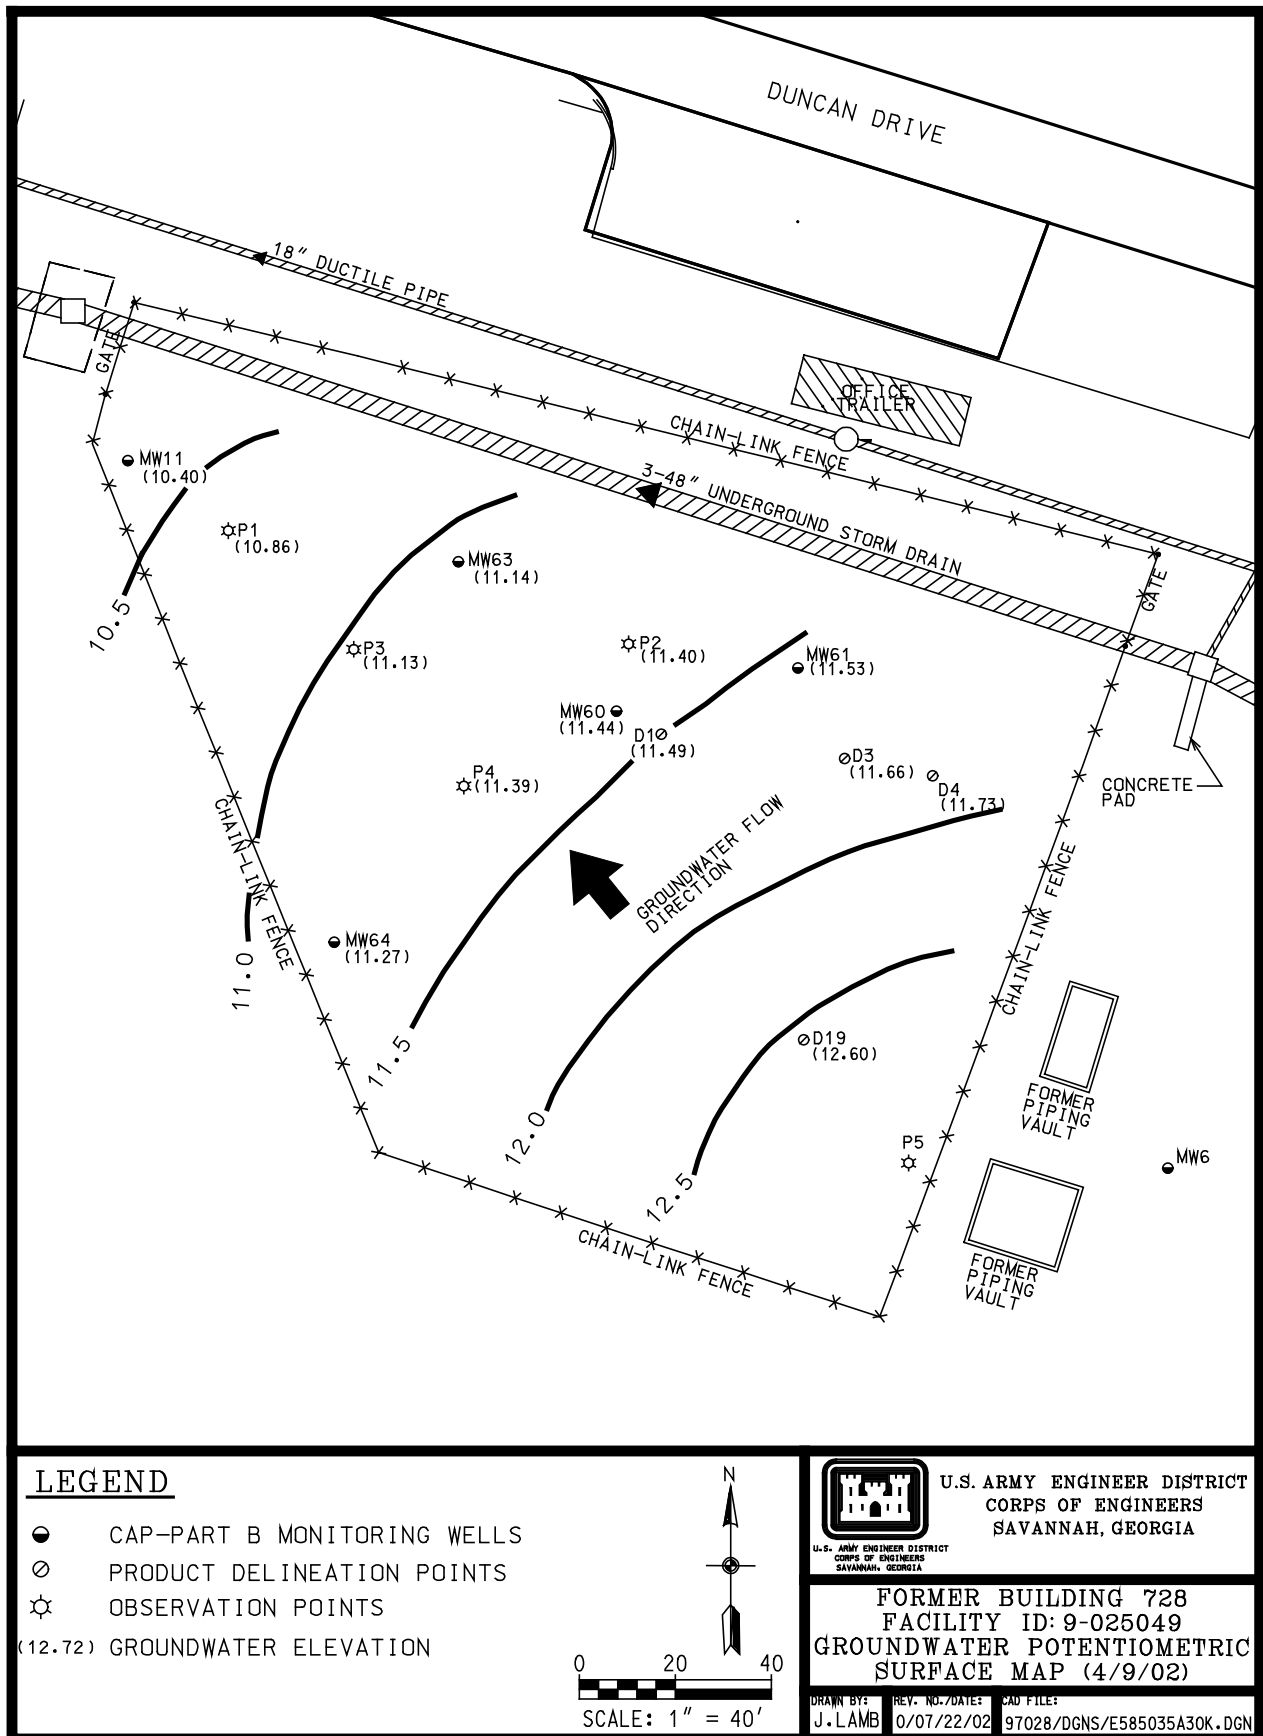 DUNCAN DRIVE
18" DUCTILE PIPE
GATE
OFFICE
TRAILER
CHAIN-LINK FENCE
3-48" UNDERGROUND STORM DRAIN
MW11
(10.40)
P1
(10.86)
MW63
(11.14)
GATE
10.5
P3
(11.13)
P2
(11.40)
MW61
(11.53)
MW60
(11.44)
D1
(11.49)
D3
(11.66)
P4
(11.39)
D4
(11.73)
CONCRETE
PAD
CHAIN-LINK FENCE
GROUNDWATER FLOW
DIRECTION
CHAIN-LINK FENCE
MW64
(11.27)
11.0
11.5
D19
(12.60)
12.0
12.5
FORMER
PIPING
VAULT
P5
MW6
CHAIN-LINK FENCE
FORMER
PIPING
VAULT
LEGEND
CAP-PART B MONITORING WELLS
PRODUCT DELINEATION POINTS
OBSERVATION POINTS
(12.72) GROUNDWATER ELEVATION
N
0 20 40
SCALE: 1" = 40'
U.S. ARMY ENGINEER DISTRICT
CORPS OF ENGINEERS
SAVANNAH, GEORGIA
U.S. ARMY ENGINEER DISTRICT
CORPS OF ENGINEERS
SAVANNAH, GEORGIA
FORMER BUILDING 728
FACILITY ID: 9-025049
GROUNDWATER POTENTIOMETRIC
SURFACE MAP (4/9/02)
DRAWN BY:
J.LAMB
REV. NO./DATE:
0/07/22/02
CAD FILE:
97028/DGNS/E585035A30K.DGN